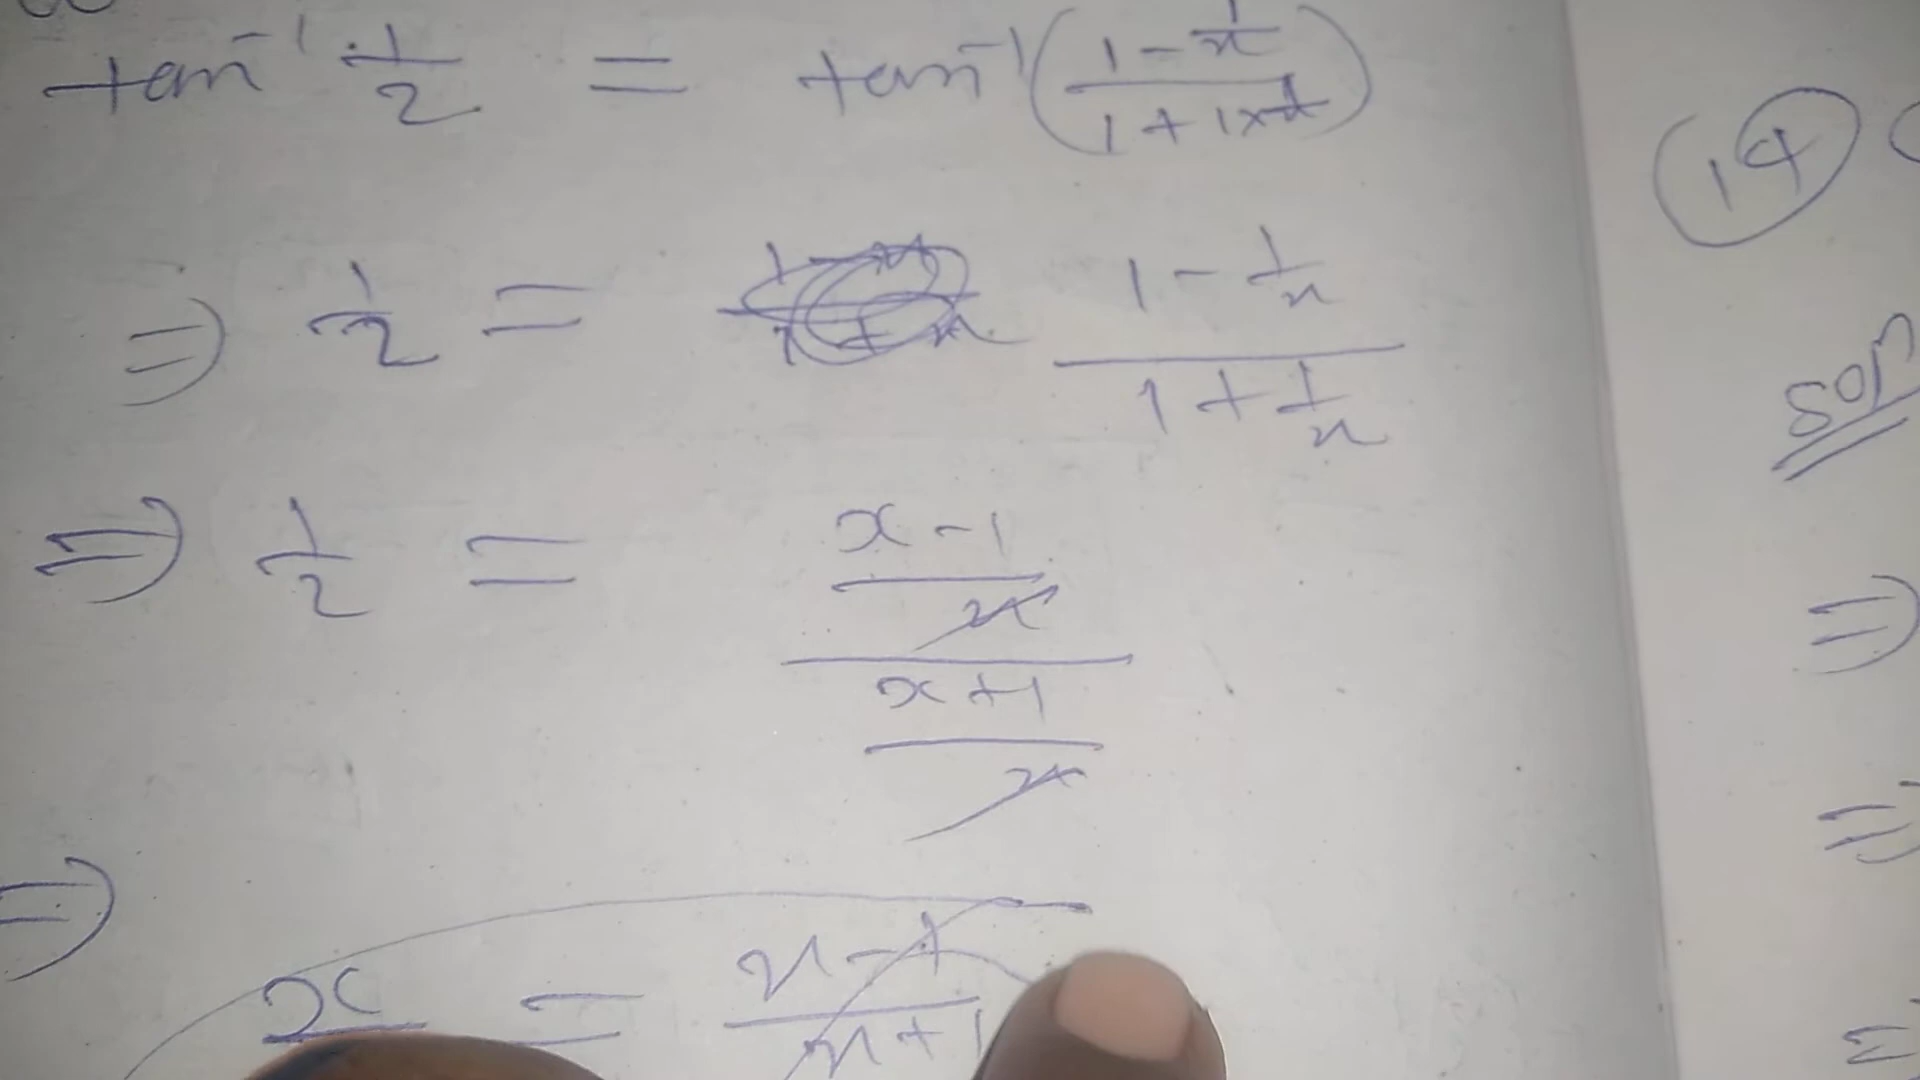 tan⁻¹ 1/2 = tan⁻¹ ( (1 - 1/x) / (1 + 1×1/x) )
⇒ 1/2 = (1 - 1/x) / (1 + 1/x)
⇒ 1/2 = ((x-1)/x) / ((x+1)/x)
⇒
x = (x-1)/(x+1)
(14)
Sol
⇒
⇒
⇒